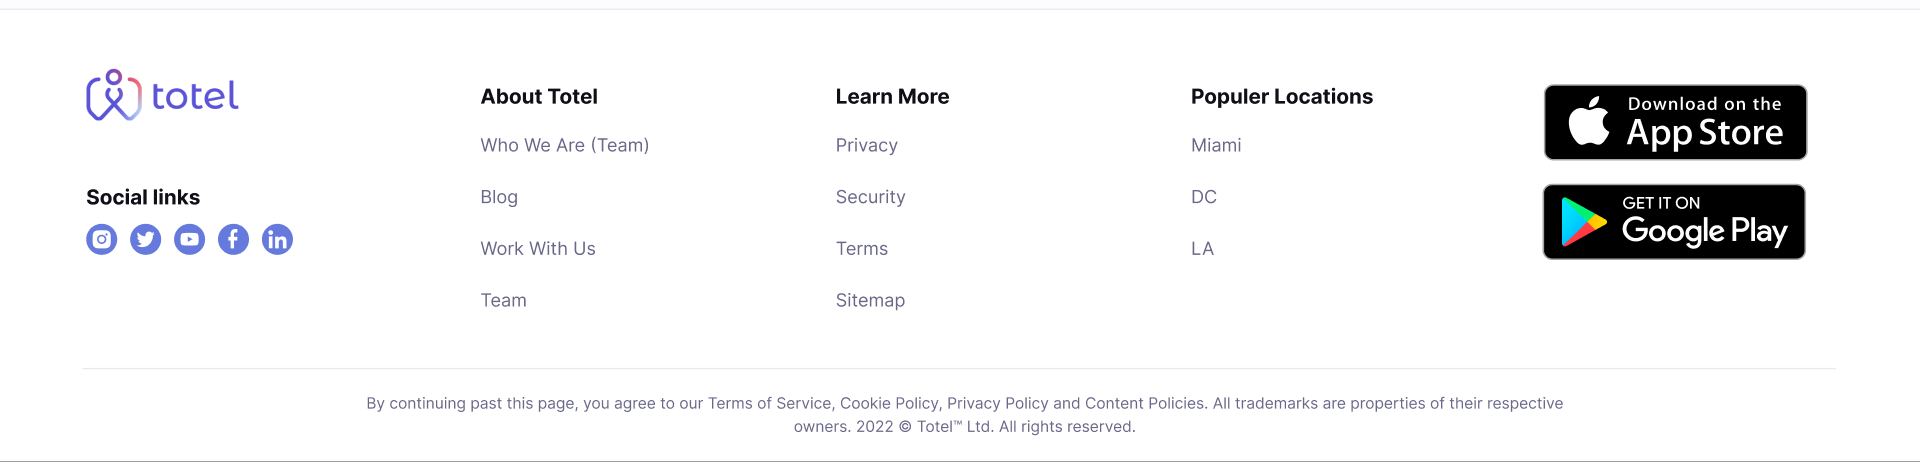 totel
Social links
About Totel
Who We Are (Team)
Blog
Work With Us
Team
Learn More
Privacy
Security
Terms
Sitemap
Populer Locations
Miami
DC
LA
Download on the
App Store
GET IT ON
Google Play
By continuing past this page, you agree to our Terms of Service, Cookie Policy, Privacy Policy and Content Policies. All trademarks are properties of their respective
owners. 2022 © Totel™ Ltd. All rights reserved.